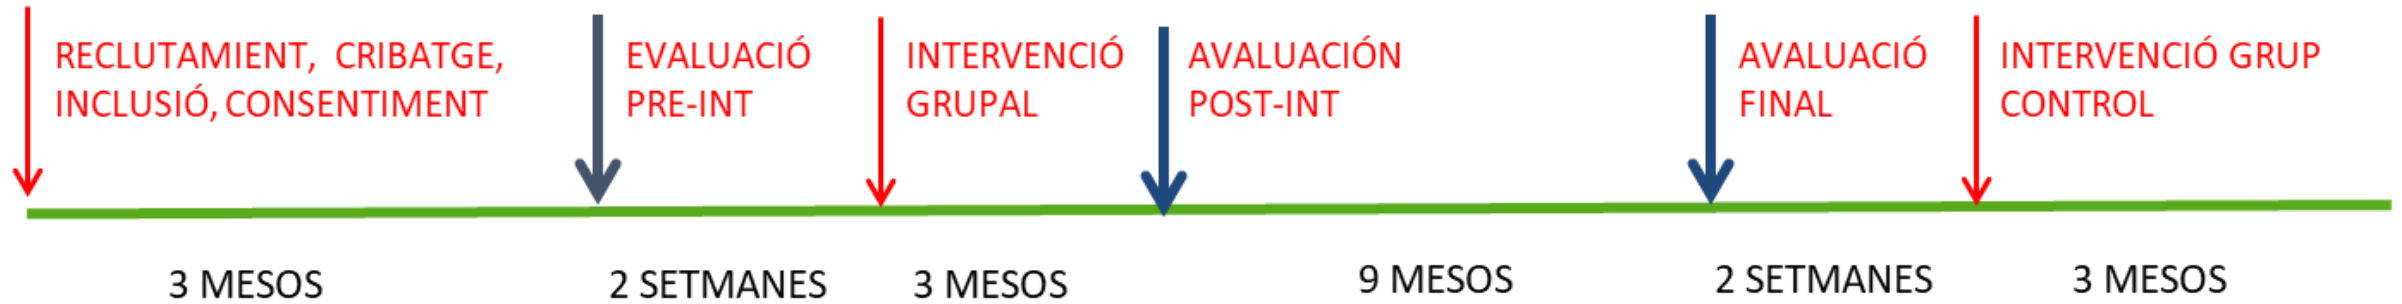 RECLUTAMIENT, CRIBATGE,
INCLUSIÓ, CONSENTIMENT
EVALUACIÓ
PRE-INT
INTERVENCIÓ
GRUPAL
AVALUACIÓN
POST-INT
AVALUACIÓ
FINAL
INTERVENCIÓ GRUP
CONTROL
3 MESOS
2 SETMANES
3 MESOS
9 MESOS
2 SETMANES
3 MESOS